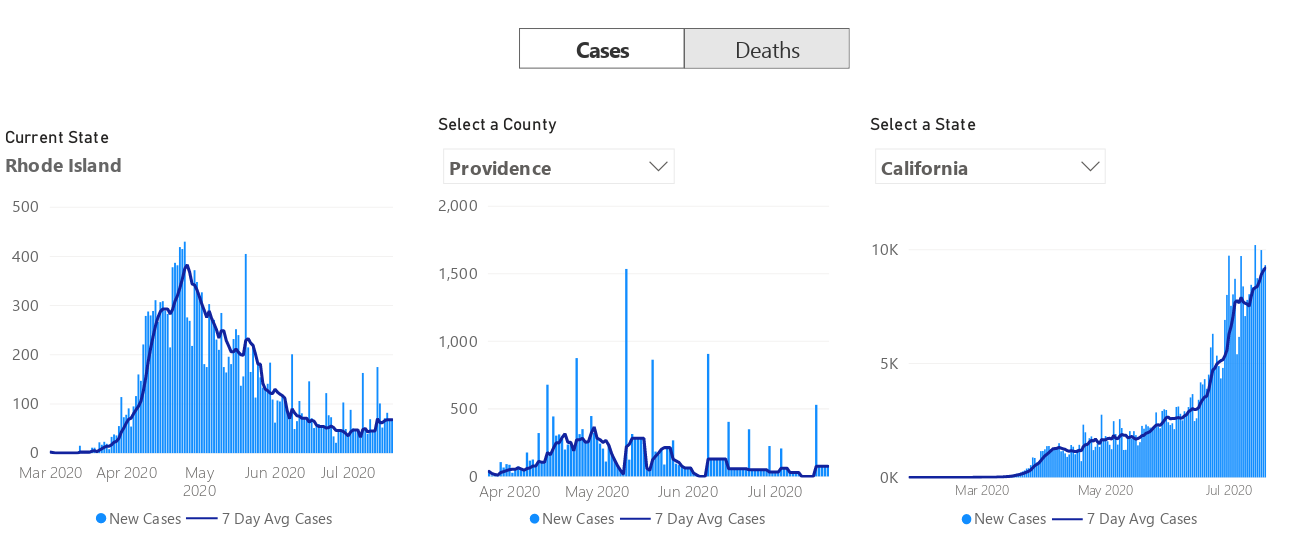 Cases Deaths
Current State
Rhode Island
500
400
300
200
100
0
Mar 2020 Apr 2020 May 2020 Jun 2020 Jul 2020
New Cases 7 Day Avg Cases
Select a County
Providence
2,000
1,500
1,000
500
0
Apr 2020 May 2020 Jun 2020 Jul 2020
New Cases 7 Day Avg Cases
Select a State
California
10K
5K
0K
Mar 2020 May 2020 Jul 2020
New Cases 7 Day Avg Cases